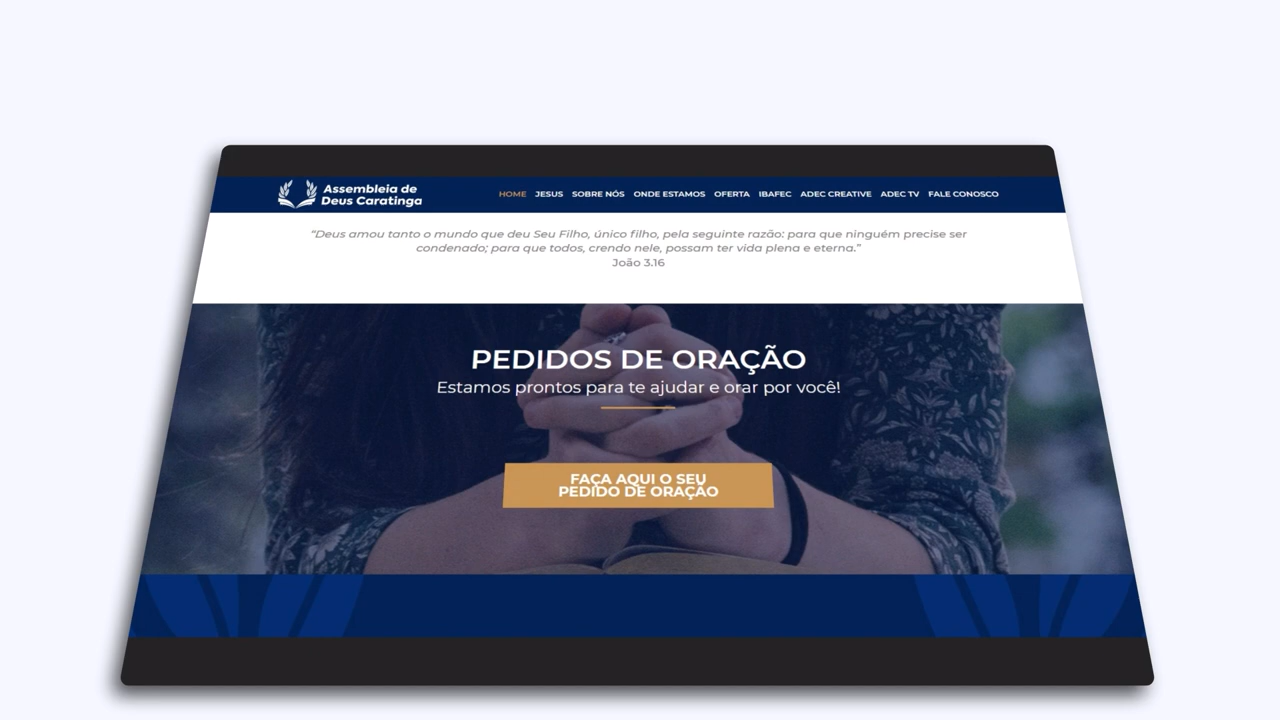 Assembleia de
Deus Caratinga
HOME JESUS SOBRE NÓS ONDE ESTAMOS OFERTA IBAFEC ADEC CREATIVE ADEC TV FALE CONOSCO
“Deus amou tanto o mundo que deu Seu Filho, único filho, pela seguinte razão: para que ninguém precise ser
condenado; para que todos, crendo nele, possam ter vida plena e eterna.”
João 3.16
PEDIDOS DE ORAÇÃO
Estamos prontos para te ajudar e orar por você!
FAÇA AQUI O SEU
PEDIDO DE ORAÇÃO